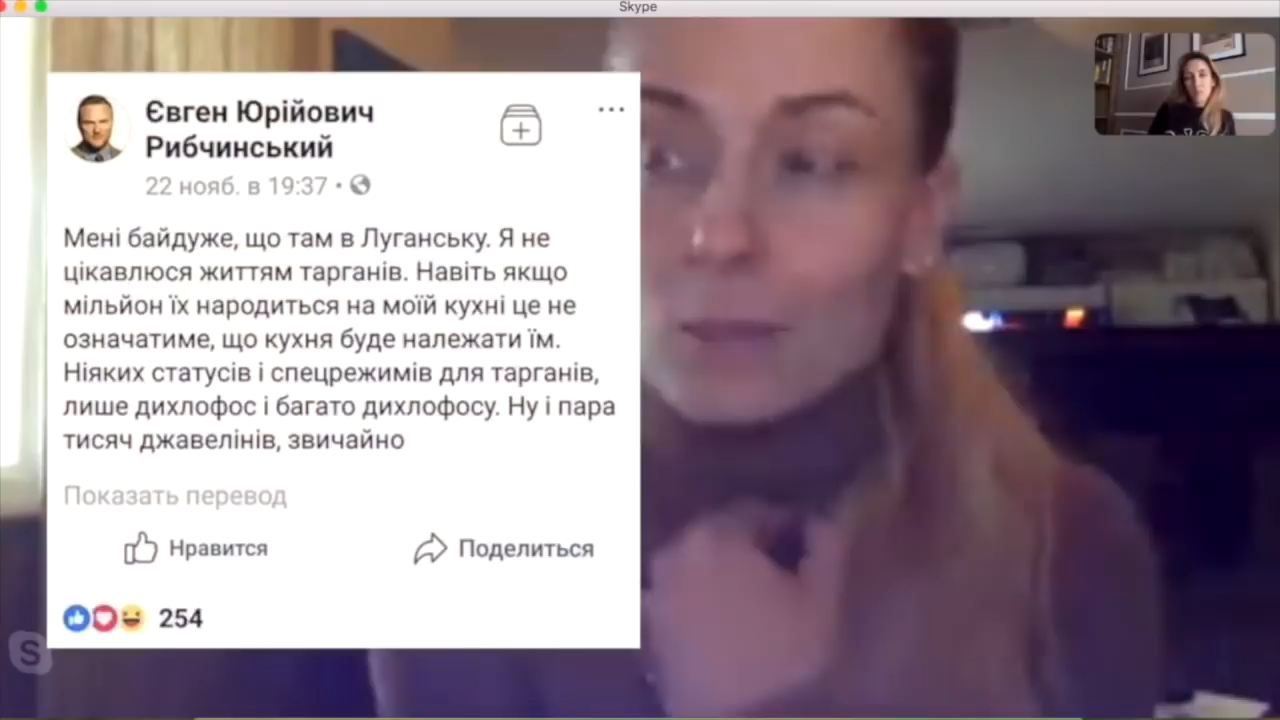 Skype
Євген Юрійович
Рибчинський
22 нояб. в 19:37 •
Мені байдуже, що там в Луганську. Я не
цікавлюся життям тарганів. Навіть якщо
мільйон їх народиться на моїй кухні це не
означатиме, що кухня буде належати їм.
Ніяких статусів і спецрежимів для тарганів,
лише дихлофос і багато дихлофосу. Ну і пара
тисяч джавелінів, звичайно
Показать перевод
Нравится
Поделиться
254
S